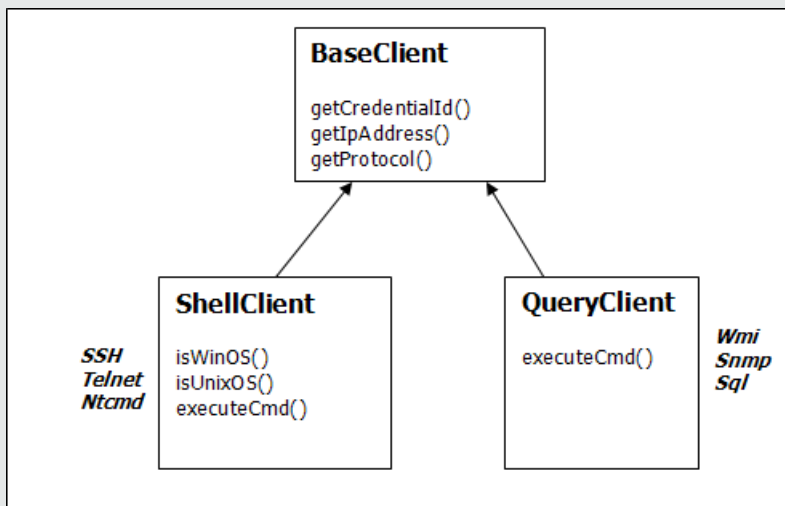 BaseClient
getCredentialId()
getIpAddress()
getProtocol()
SSH
Telnet
Ntcmd
ShellClient
isWinOS()
isUnixOS()
executeCmd()
QueryClient
executeCmd()
Wmi
Snmp
Sql